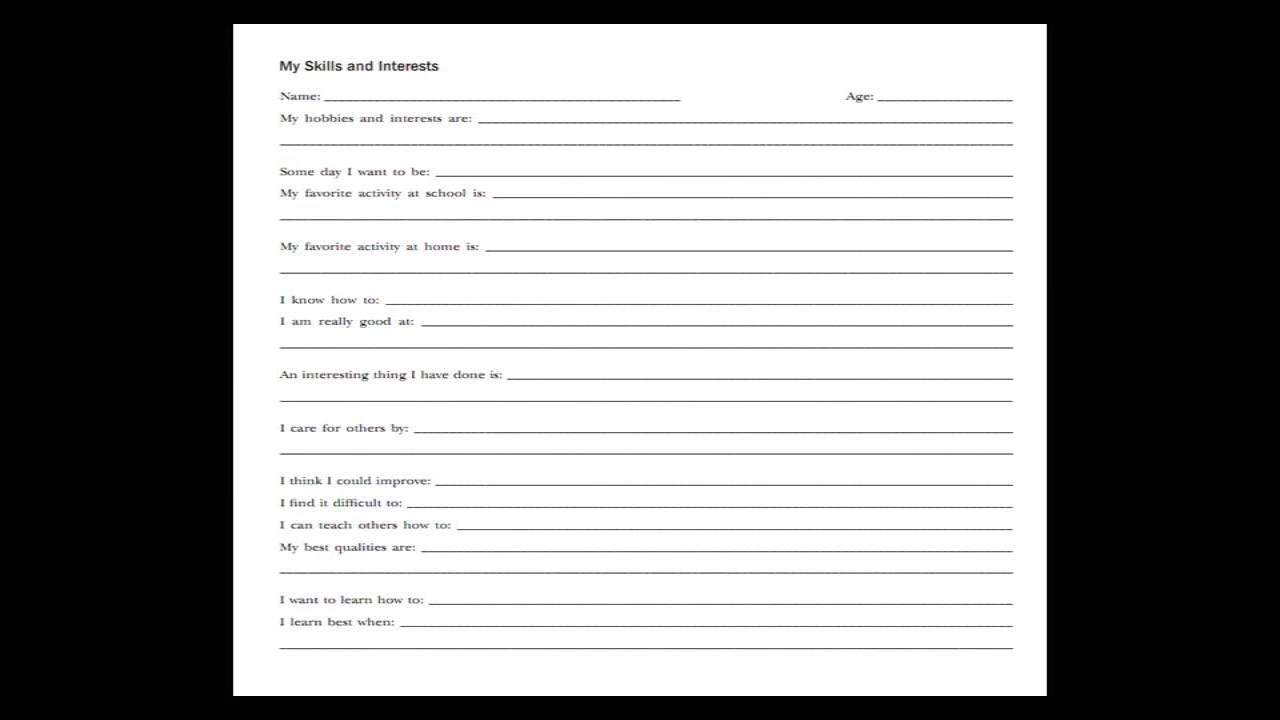 My Skills and Interests
Name: Age:
My hobbies and interests are:
Some day I want to be:
My favorite activity at school is:
My favorite activity at home is:
I know how to:
I am really good at:
An interesting thing I have done is:
I care for others by:
I think I could improve:
I find it difficult to:
I can teach others how to:
My best qualities are:
I want to learn how to:
I learn best when: